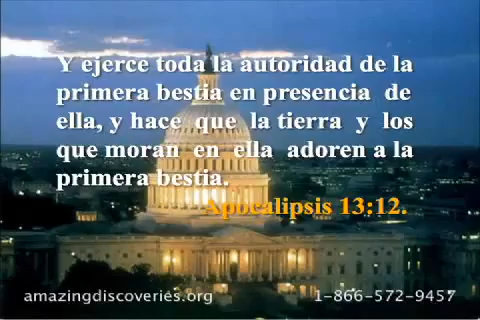 Y ejerce toda la autoridad de la
primera bestia en presencia de
ella, y hace que la tierra y los
que moran en ella adoren a la
primera bestia.
Apocalipsis 13:12.
amazingdiscoveries.org 1-866-572-9457